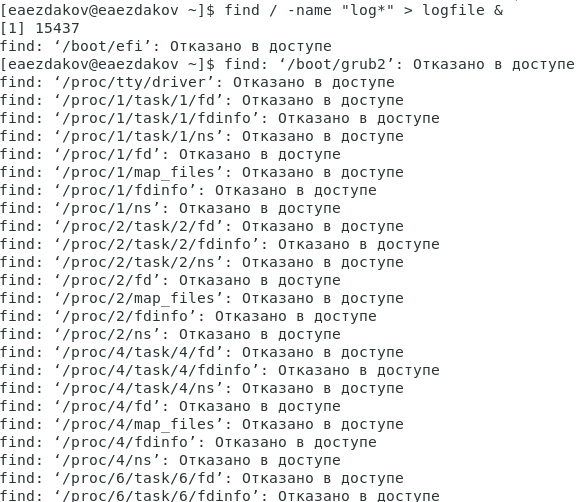 [eaezdakov@eaezdakov ~]$ find / -name "log*" > logfile &
[1] 15437
find: ‘/boot/efi’: Отказано в доступе
[eaezdakov@eaezdakov ~]$ find: ‘/boot/grub2’: Отказано в доступе
find: ‘/proc/tty/driver’: Отказано в доступе
find: ‘/proc/1/task/1/fd’: Отказано в доступе
find: ‘/proc/1/task/1/fdinfo’: Отказано в доступе
find: ‘/proc/1/task/1/ns’: Отказано в доступе
find: ‘/proc/1/fd’: Отказано в доступе
find: ‘/proc/1/map_files’: Отказано в доступе
find: ‘/proc/1/fdinfo’: Отказано в доступе
find: ‘/proc/1/ns’: Отказано в доступе
find: ‘/proc/2/task/2/fd’: Отказано в доступе
find: ‘/proc/2/task/2/fdinfo’: Отказано в доступе
find: ‘/proc/2/task/2/ns’: Отказано в доступе
find: ‘/proc/2/fd’: Отказано в доступе
find: ‘/proc/2/map_files’: Отказано в доступе
find: ‘/proc/2/fdinfo’: Отказано в доступе
find: ‘/proc/2/ns’: Отказано в доступе
find: ‘/proc/4/task/4/fd’: Отказано в доступе
find: ‘/proc/4/task/4/fdinfo’: Отказано в доступе
find: ‘/proc/4/task/4/ns’: Отказано в доступе
find: ‘/proc/4/fd’: Отказано в доступе
find: ‘/proc/4/map_files’: Отказано в доступе
find: ‘/proc/4/fdinfo’: Отказано в доступе
find: ‘/proc/4/ns’: Отказано в доступе
find: ‘/proc/6/task/6/fd’: Отказано в доступе
find: ‘/proc/6/task/6/fdinfo’: Отказано в доступе